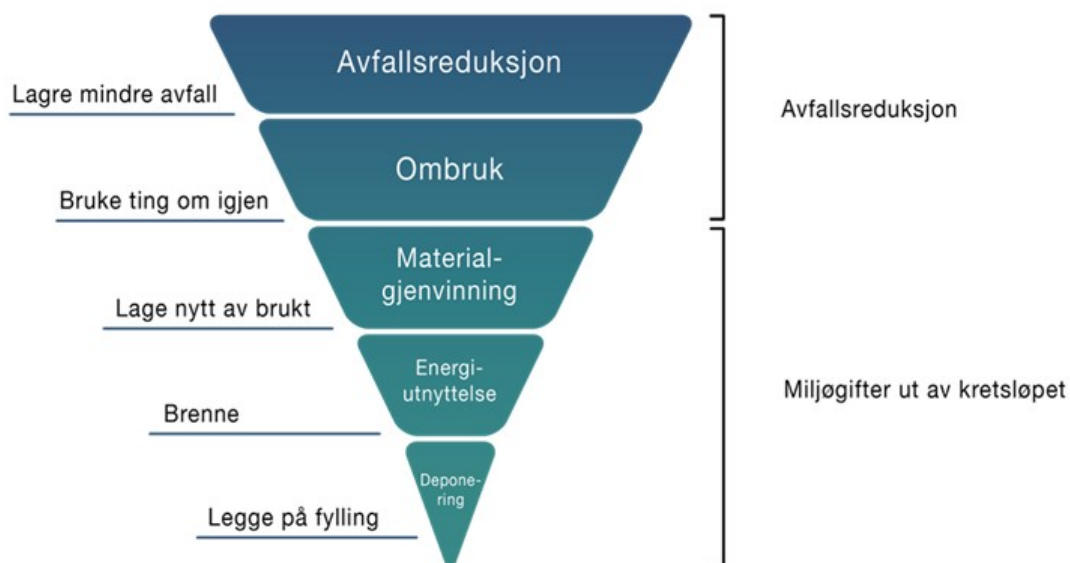 Avfallsreduksjon
Lagre mindre avfall
Avfallsreduksjon
Ombruk
Bruke ting om igjen
Material-
gjenvinning
Lage nytt av brukt
Energi-
utnyttelse
Miljøgifter ut av kretsløpet
Brenne
Depone-
ring
Legge på fylling